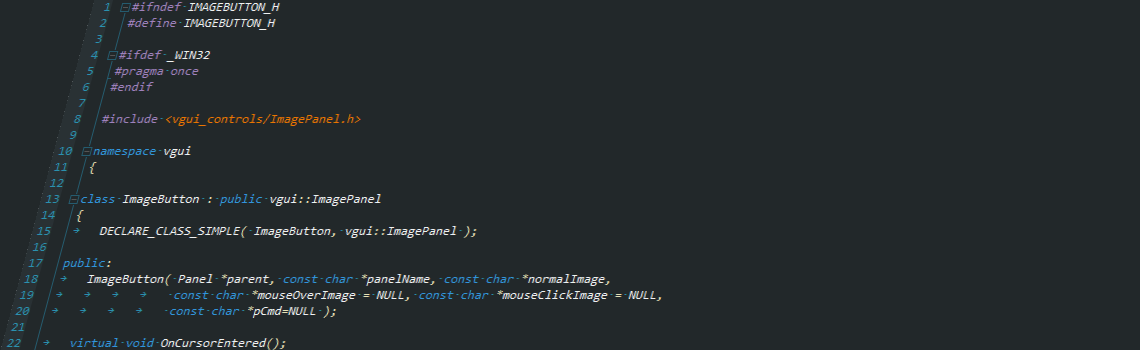 1 #ifndef IMAGEBUTTON_H
2 #define IMAGEBUTTON_H
3
4 #ifdef _WIN32
5 #pragma once
6 #endif
7
8 #include <vgui_controls/ImagePanel.h>
9
10 namespace vgui
11 {
12
13 class ImageButton : public vgui::ImagePanel
14 {
15 DECLARE_CLASS_SIMPLE( ImageButton, vgui::ImagePanel );
16
17 public:
18 ImageButton( Panel *parent, const char *panelName, const char *normalImage,
19 const char *mouseOverImage = NULL, const char *mouseClickImage = NULL,
20 const char *pCmd=NULL );
21
22 virtual void OnCursorEntered();